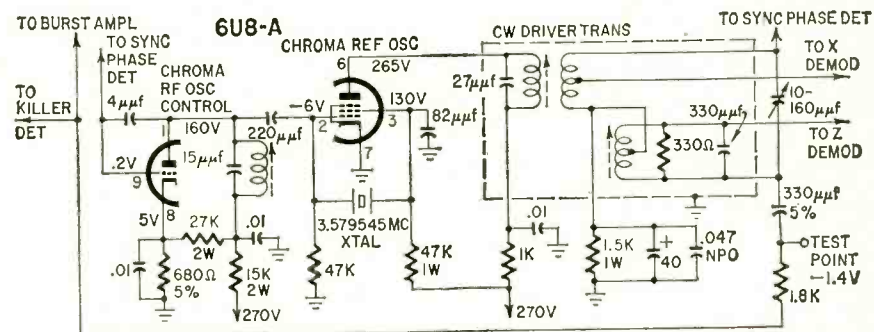 TO BURST AMPL
6U8-A
TO SYNC PHASE DET
TO SYNC
PHASE
DET
CHROMA REF OSC
CW DRIVER TRANS
TO X
DEMOD
CHROMA
RF OSC
CONTROL
6
265V
27μμf
TO
KILLER
DET
4μμf
1
160V
220
μμf
-6V
2
130V
3
82μμf
10-
160μμf
330μμf
TO Z
DEMOD
.2V
9
15μμf
7
330Ω
5V
8
27K
2W
.01
3.579545MC
XTAL
330μμf
5%
.01
680Ω
5%
15K
2W
47K
47K
1W
1K
.01
1.5K
1W
+
40
.047
NPO
TEST
POINT
-1.4V
1.8K
270V
270V